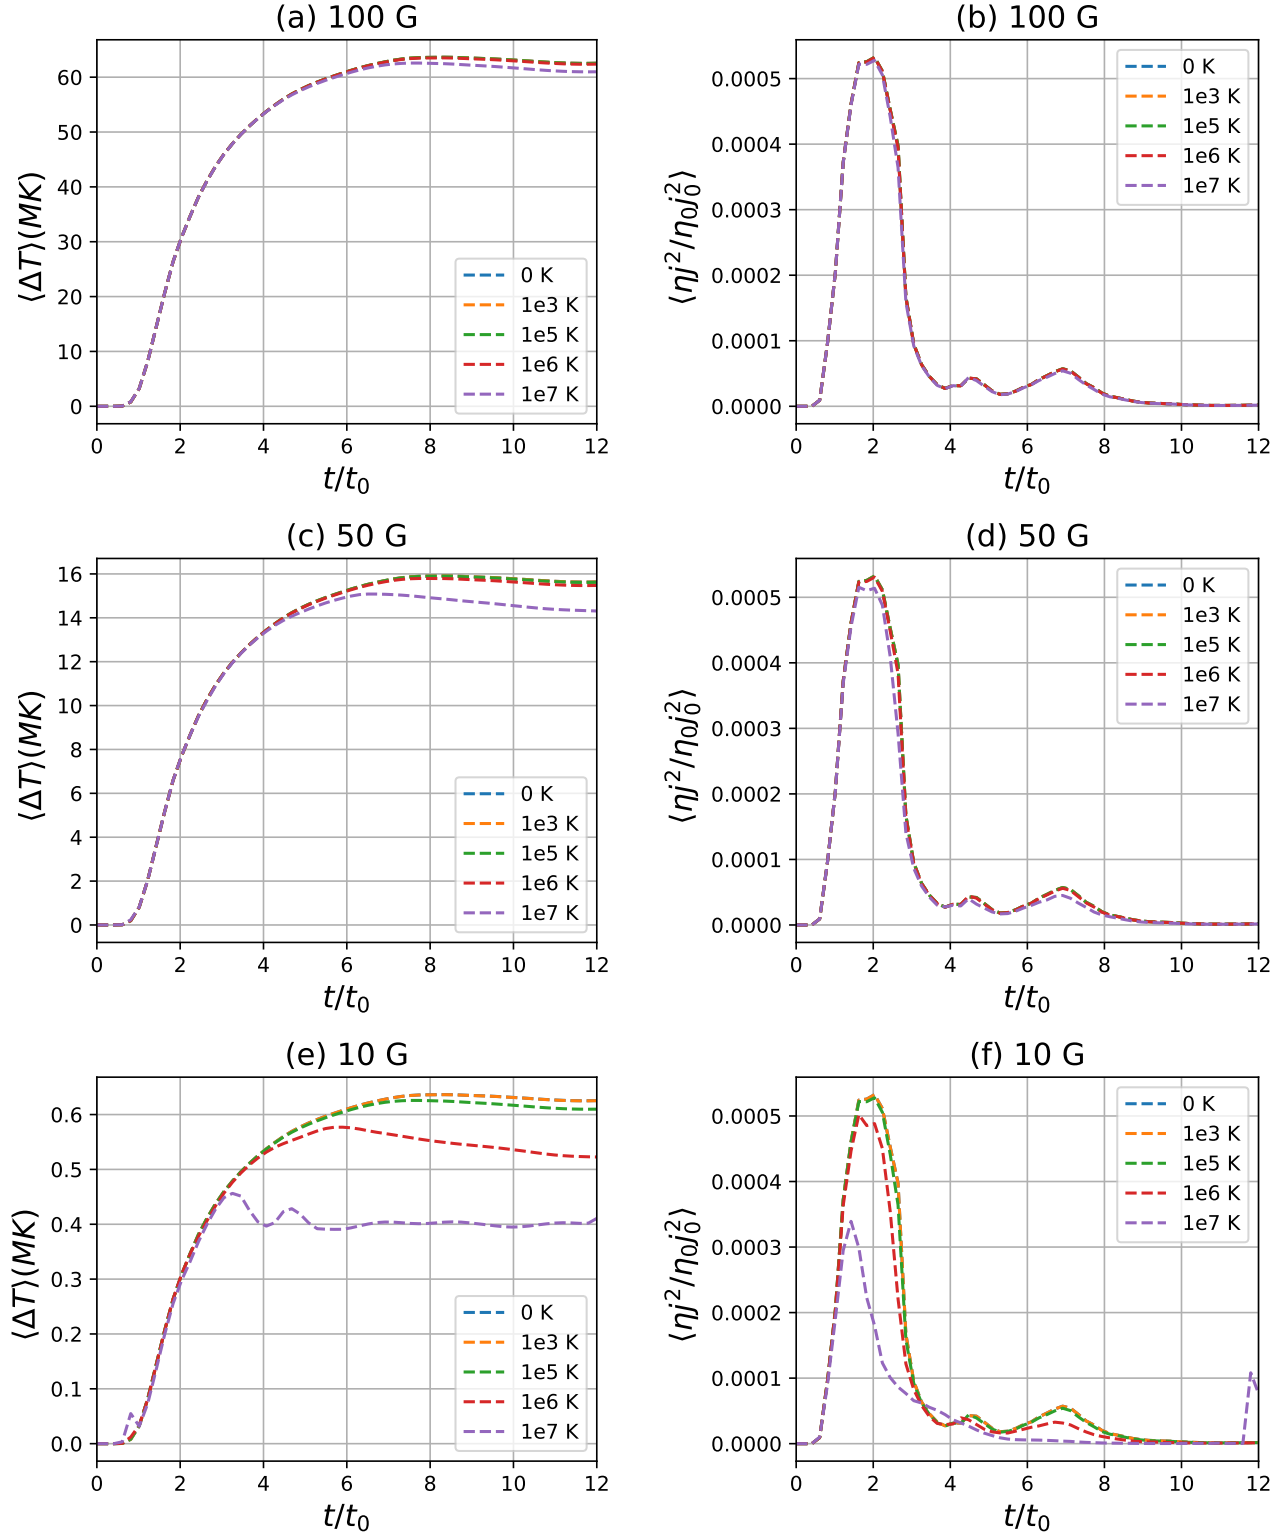 (a) 100 G
⟨ΔT⟩(MK)
60
50
40
30
20
10
0
0 K
1e3 K
1e5 K
1e6 K
1e7 K
0 2 4 6 8 10 12
t/t₀
(b) 100 G
⟨ηj²/η₀j₀²⟩
0.0005
0.0004
0.0003
0.0002
0.0001
0.0000
0 K
1e3 K
1e5 K
1e6 K
1e7 K
0 2 4 6 8 10 12
t/t₀
(c) 50 G
⟨ΔT⟩(MK)
16
14
12
10
8
6
4
2
0
0 K
1e3 K
1e5 K
1e6 K
1e7 K
0 2 4 6 8 10 12
t/t₀
(d) 50 G
⟨ηj²/η₀j₀²⟩
0.0005
0.0004
0.0003
0.0002
0.0001
0.0000
0 K
1e3 K
1e5 K
1e6 K
1e7 K
0 2 4 6 8 10 12
t/t₀
(e) 10 G
⟨ΔT⟩(MK)
0.6
0.5
0.4
0.3
0.2
0.1
0.0
0 K
1e3 K
1e5 K
1e6 K
1e7 K
0 2 4 6 8 10 12
t/t₀
(f) 10 G
⟨ηj²/η₀j₀²⟩
0.0005
0.0004
0.0003
0.0002
0.0001
0.0000
0 K
1e3 K
1e5 K
1e6 K
1e7 K
0 2 4 6 8 10 12
t/t₀